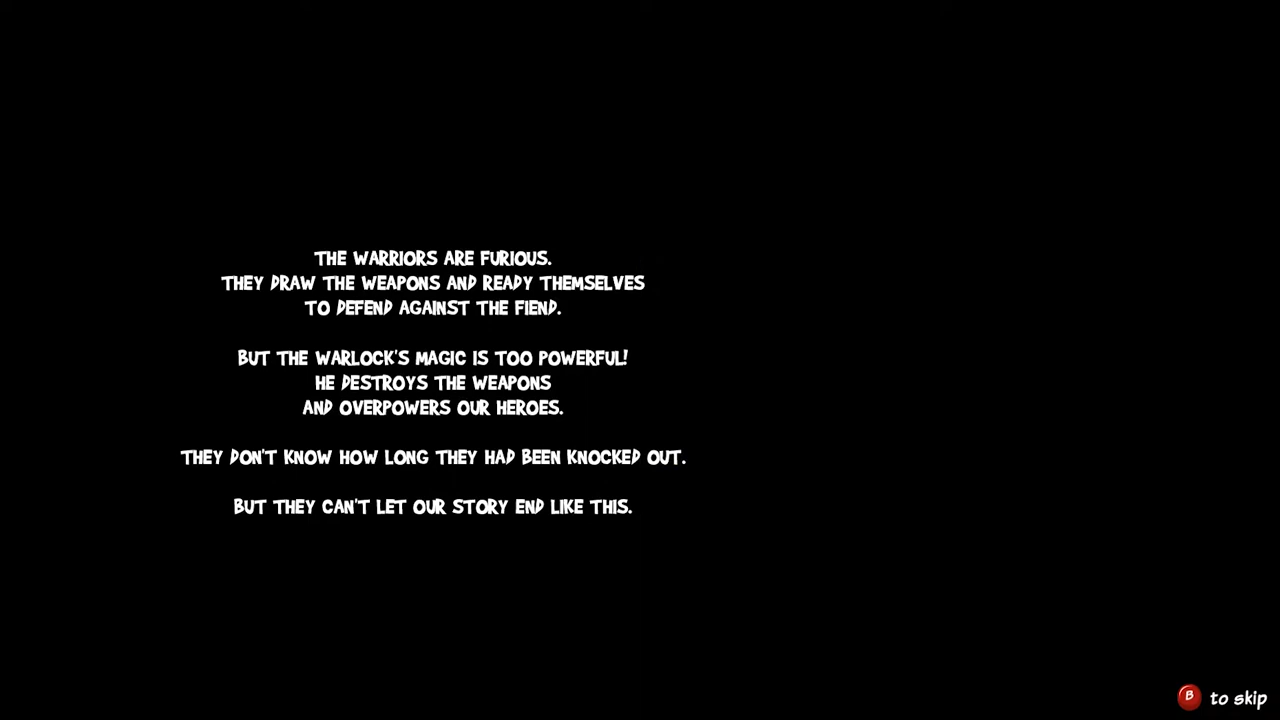 THE WARRIORS ARE FURIOUS.
THEY DRAW THE WEAPONS AND READY THEMSELVES
TO DEFEND AGAINST THE FIEND.
BUT THE WARLOCK'S MAGIC IS TOO POWERFUL!
HE DESTROYS THE WEAPONS
AND OVERPOWERS OUR HEROES.
THEY DON'T KNOW HOW LONG THEY HAD BEEN KNOCKED OUT.
BUT THEY CAN'T LET OUR STORY END LIKE THIS.
B to skip